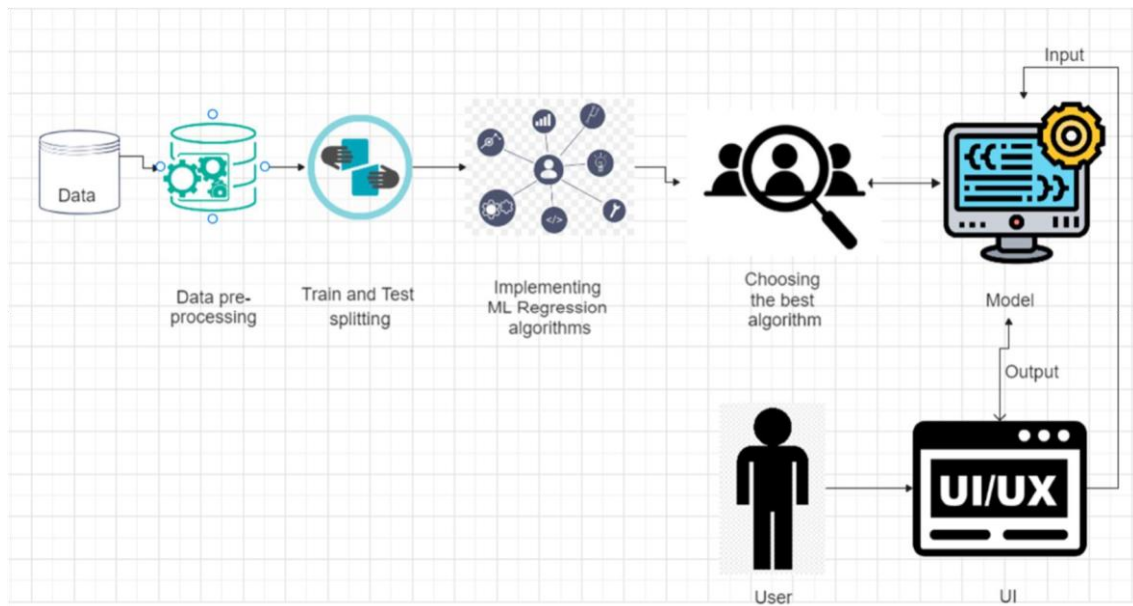 Input
Data
Data pre-
processing
Train and Test
splitting
Implementing
ML Regression
algorithms
</>
Choosing
the best
algorithm
Model
Output
UI/UX
User
UI